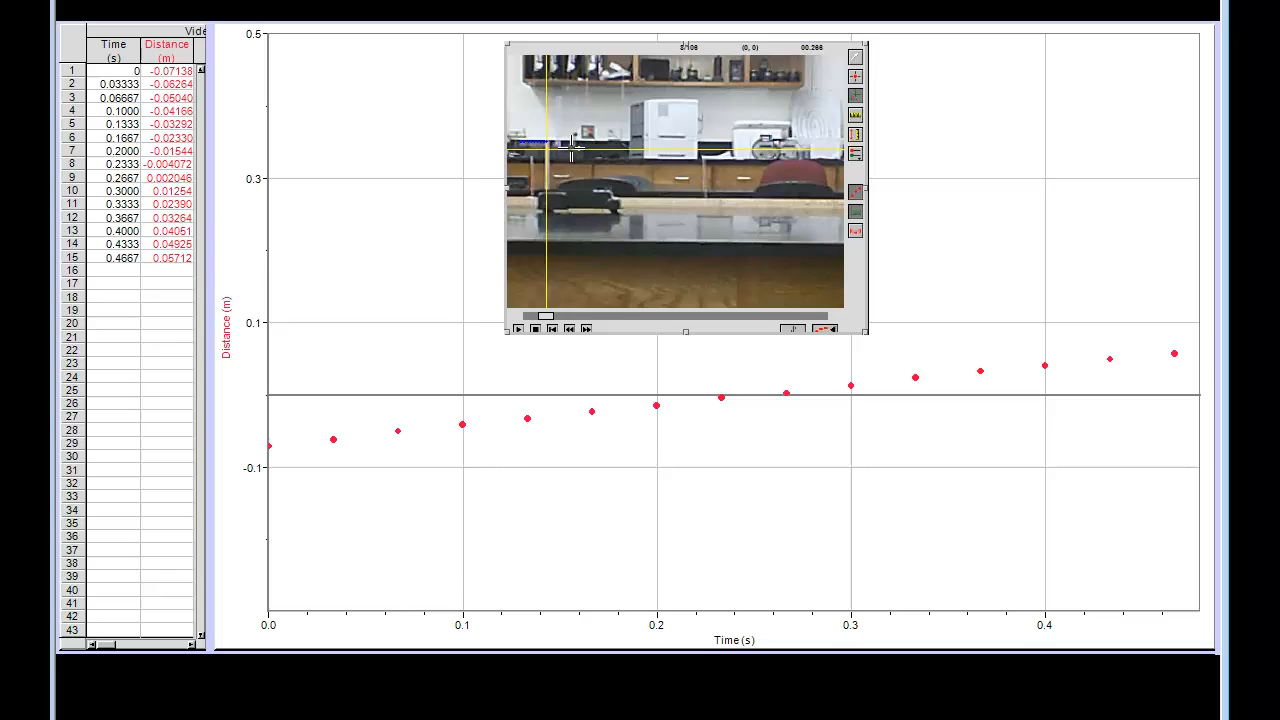 Vide
Time Distance
(s) (m)
1 0 -0.07138
2 0.03333 -0.06264
3 0.06667 -0.05040
4 0.1000 -0.04166
5 0.1333 -0.03292
6 0.1667 -0.02330
7 0.2000 -0.01544
8 0.2333 -0.004072
9 0.2667 0.002046
10 0.3000 0.01254
11 0.3333 0.02390
12 0.3667 0.03264
13 0.4000 0.04051
14 0.4333 0.04925
15 0.4667 0.05712
16
17
18
19
20
21
22
23
24
25
26
27
28
29
30
31
32
33
34
35
36
37
38
39
40
41
42
43
0.5
0.3
0.1
-0.1
Distance (m)
0.0 0.1 0.2 0.3 0.4
Time (s)
8/106 (0, 0) 00.266